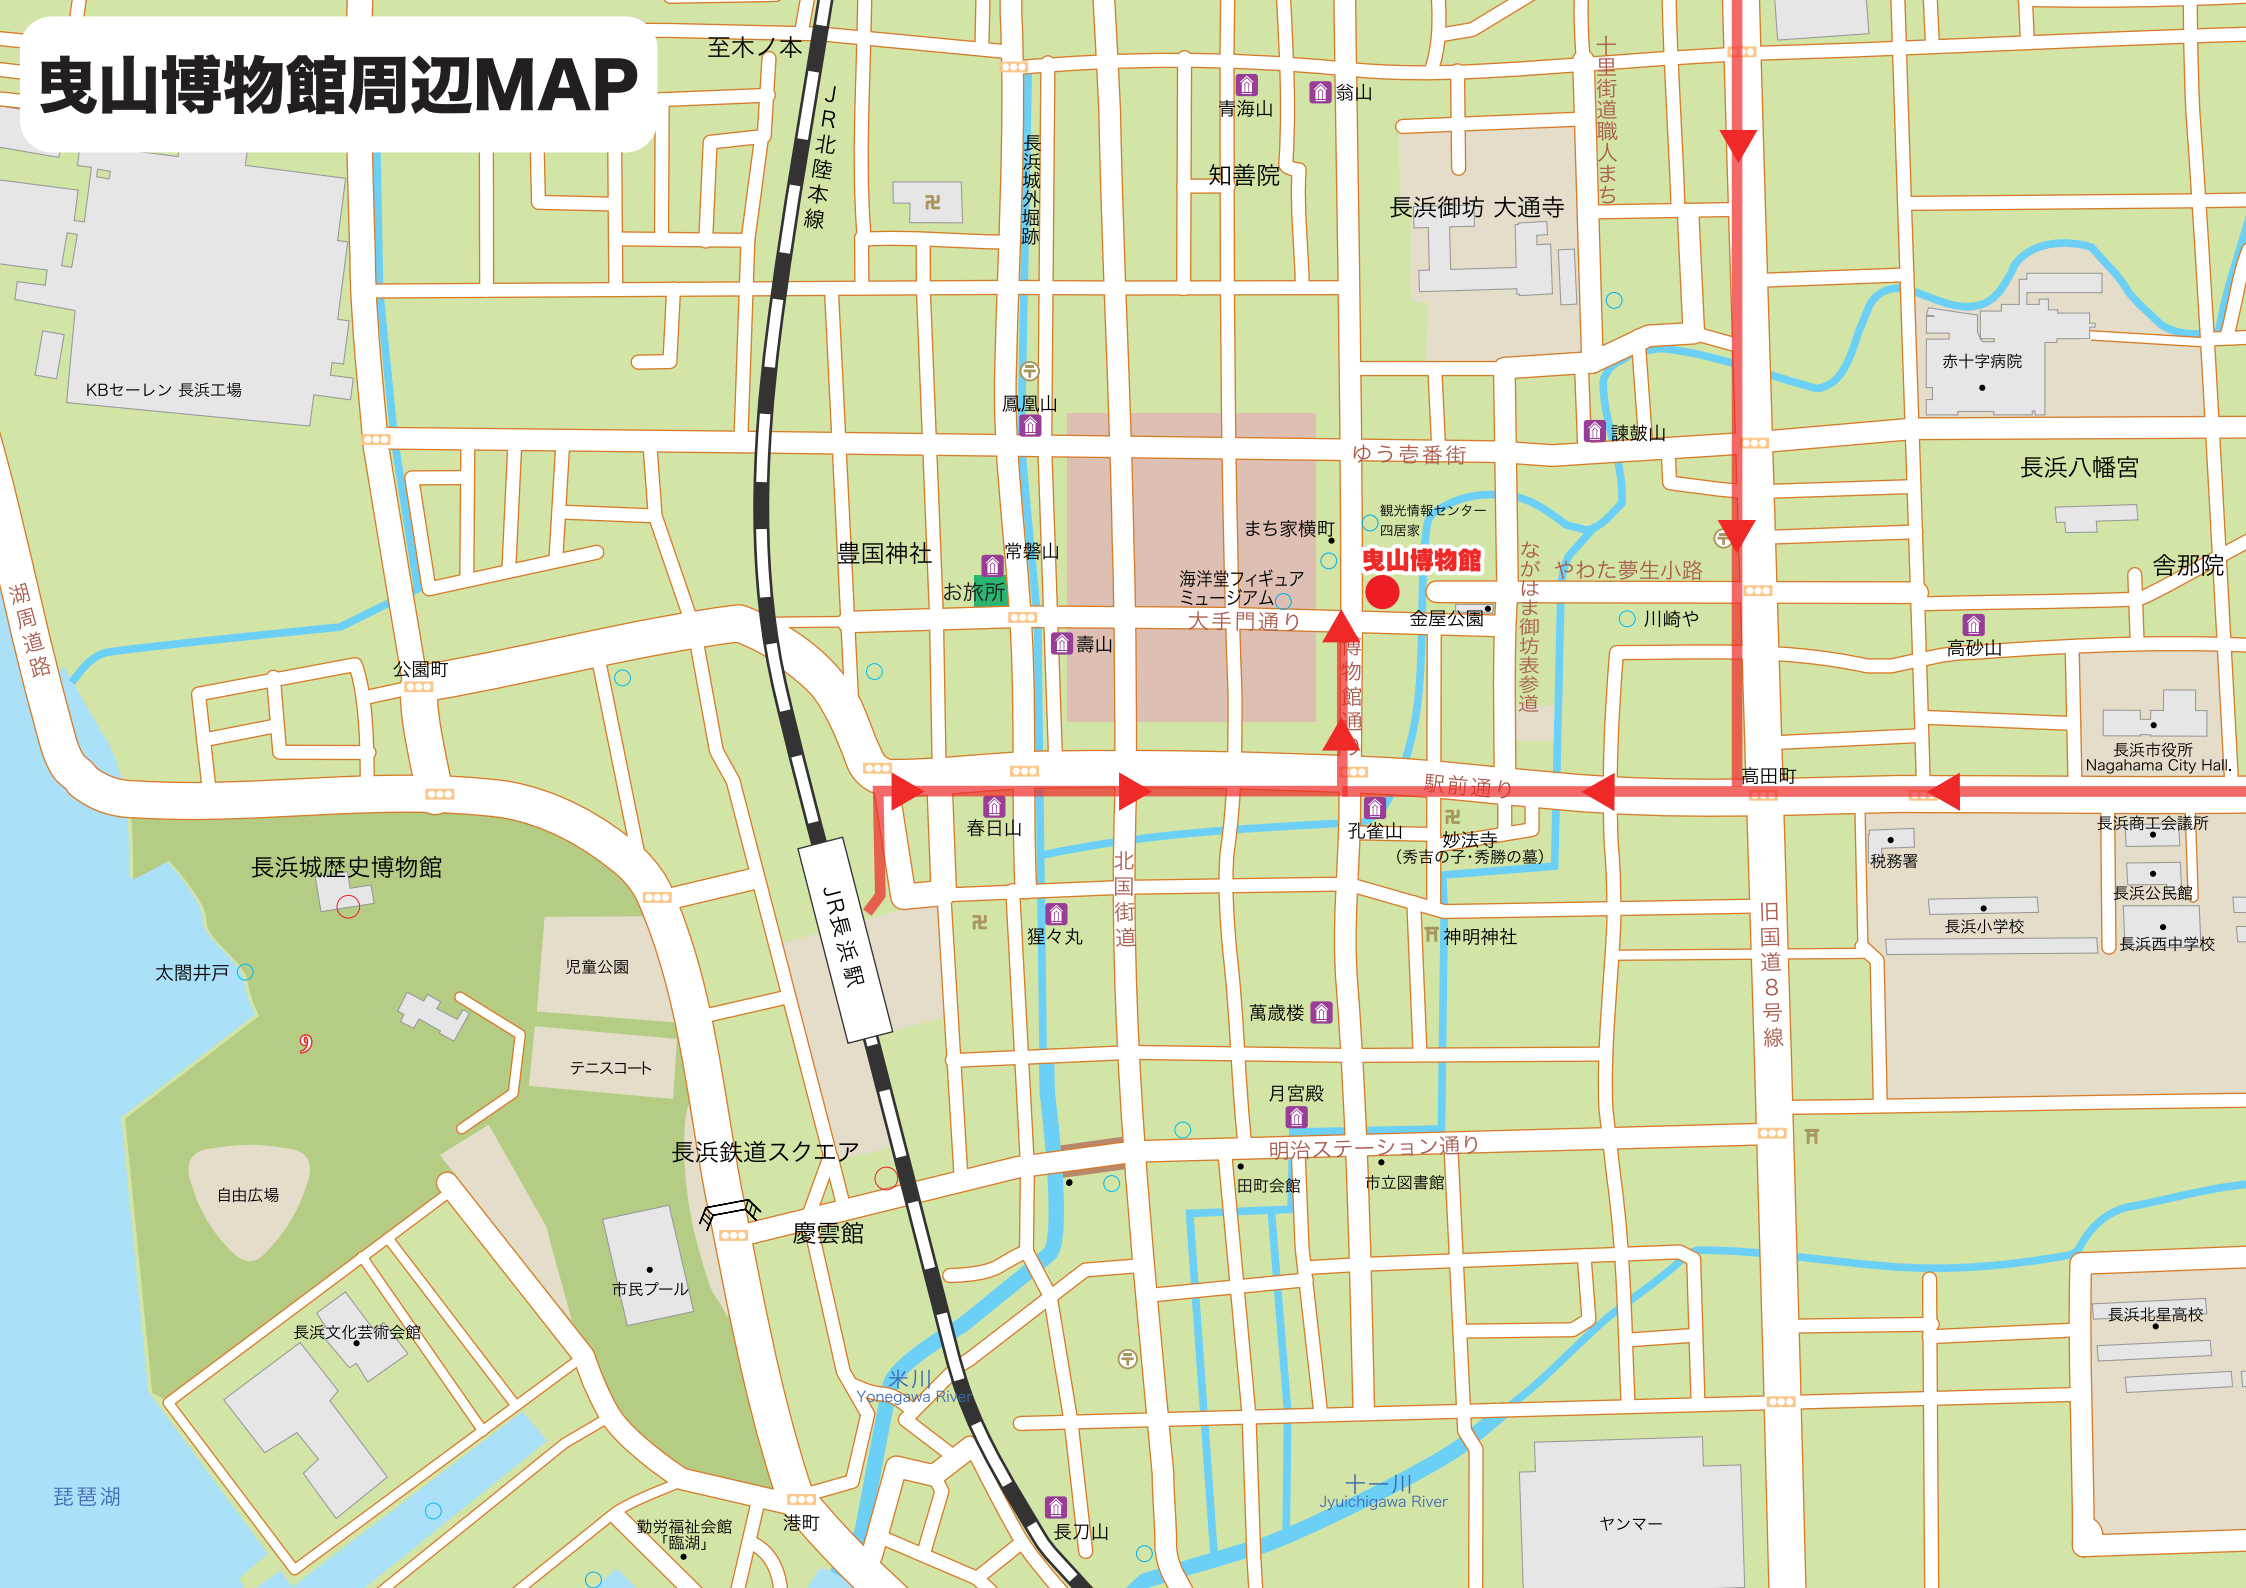 曳山博物館周辺MAP
至木ノ本
JR北陸本線
長浜城外堀跡
青海山
翁山
知善院
長浜御坊 大通寺
十里街道職人まち
KBセーレン 長浜工場
赤十字病院
鳳凰山
ゆう壱番街
諫皷山
長浜八幡宮
観光情報センター
四居家
まち家横町
曳山博物館
豊国神社
常磐山
お旅所
海洋堂フィギュア
ミュージアム
大手門通り
金屋公園
ながはま御坊表参道
やわた夢生小路
川崎や
舎那院
高砂山
湖周道路
公園町
壽山
博物館通り
長浜市役所
Nagahama City Hall.
駅前通り
高田町
春日山
孔雀山
妙法寺
（秀吉の子・秀勝の墓）
長浜商工会議所
税務署
長浜公民館
長浜小学校
長浜西中学校
長浜城歴史博物館
JR長浜駅
北国街道
猩々丸
神明神社
旧国道８号線
太閤井戸
児童公園
萬歳楼
テニスコート
月宮殿
長浜鉄道スクエア
明治ステーション通り
田町会館
市立図書館
自由広場
慶雲館
市民プール
長浜文化芸術会館
長浜北星高校
米川
Yonegawa River
琵琶湖
十一川
Jyuichigawa River
ヤンマー
港町
勤労福祉会館
「臨湖」
長刀山